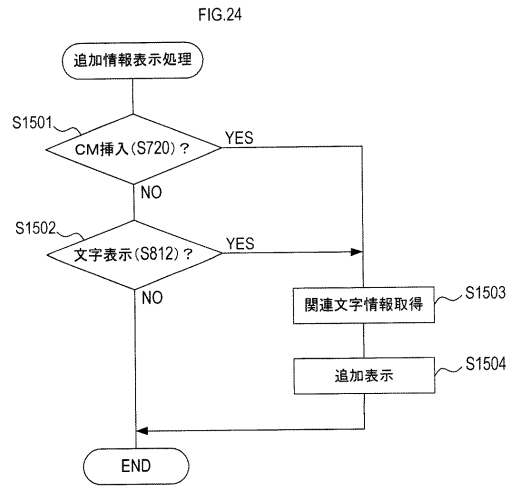 FIG.24
追加情報表示処理
S1501
CM挿入(S720)?
YES
NO
S1502
文字表示(S812)?
YES
NO
関連文字情報取得
S1503
追加表示
S1504
END